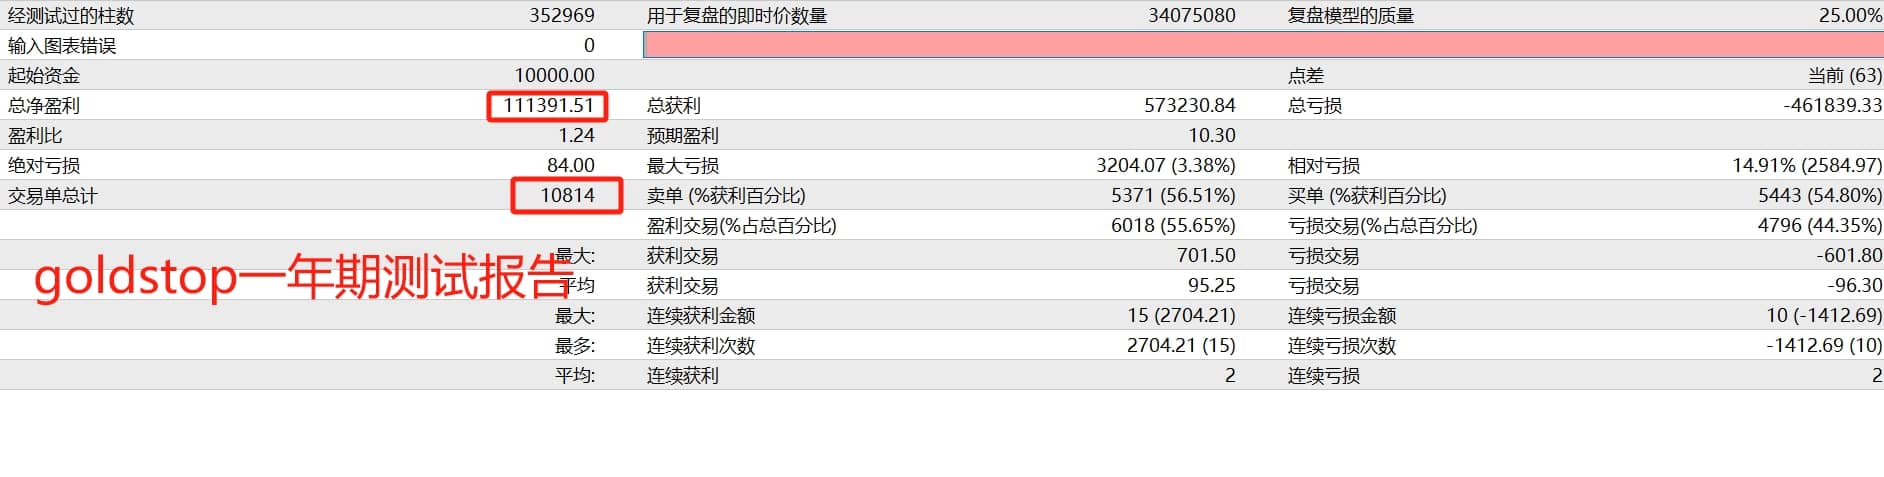 经测试过的柱数 352969 用于复盘的即时价数量 34075080 复盘模型的质量 25.00%
输入图表错误 0
起始资金 10000.00 点差 当前 (63)
总净盈利 111391.51 总获利 573230.84 总亏损 -461839.33
盈利比 1.24 预期盈利 10.30
绝对亏损 84.00 最大亏损 3204.07 (3.38%) 相对亏损 14.91% (2584.97)
交易单总计 10814 卖单 (%获利百分比) 5371 (56.51%) 买单 (%获利百分比) 5443 (54.80%)
盈利交易(%占总百分比) 6018 (55.65%) 亏损交易(%占总百分比) 4796 (44.35%)
最大: 获利交易 701.50 亏损交易 -601.80
goldstop一年期测试报告
平均 获利交易 95.25 亏损交易 -96.30
最大: 连续获利金额 15 (2704.21) 连续亏损金额 10 (-1412.69)
最多: 连续获利次数 2704.21 (15) 连续亏损次数 -1412.69 (10)
平均: 连续获利 2 连续亏损 2